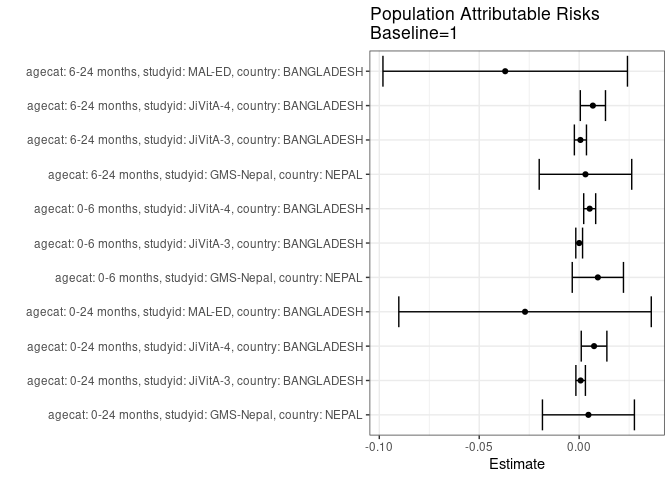 Population Attributable Risks
Baseline=1
agecat: 6-24 months, studyid: MAL-ED, country: BANGLADESH
agecat: 6-24 months, studyid: JiVitA-4, country: BANGLADESH
agecat: 6-24 months, studyid: JiVitA-3, country: BANGLADESH
agecat: 6-24 months, studyid: GMS-Nepal, country: NEPAL
agecat: 0-6 months, studyid: JiVitA-4, country: BANGLADESH
agecat: 0-6 months, studyid: JiVitA-3, country: BANGLADESH
agecat: 0-6 months, studyid: GMS-Nepal, country: NEPAL
agecat: 0-24 months, studyid: MAL-ED, country: BANGLADESH
agecat: 0-24 months, studyid: JiVitA-4, country: BANGLADESH
agecat: 0-24 months, studyid: JiVitA-3, country: BANGLADESH
agecat: 0-24 months, studyid: GMS-Nepal, country: NEPAL
-0.10 -0.05 0.00
Estimate